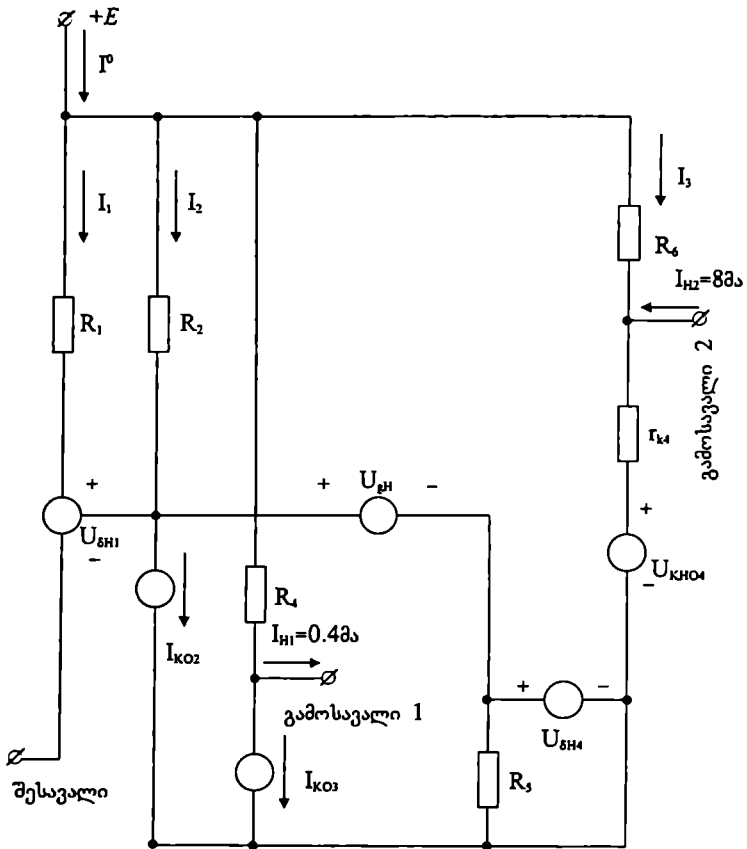 +E
I⁰
I₁
I₂
I₃
R₁
R₂
R₆
I_H2=8მა
გამოსავალი 2
r_k4
+
U_БH1
−
+
U_gH
−
+
U_KHO4
−
I_KO2
R₄
I_H1=0.4მა
გამოსავალი 1
I_KO3
+
−
U_БH4
R₅
შესავალი